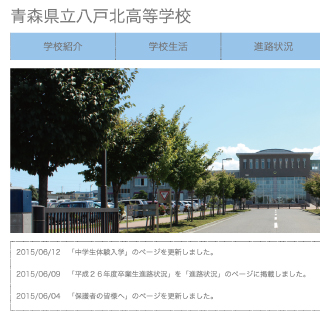 青森県立八戸北高等学校
学校紹介 学校生活 進路状況
2015/06/12 「中学生体験入学」のページを更新しました。
2015/06/09 「平成２６年度卒業生進路状況」を「進路状況」のページに掲載しました。
2015/06/04 「保護者の皆様へ」のページを更新しました。